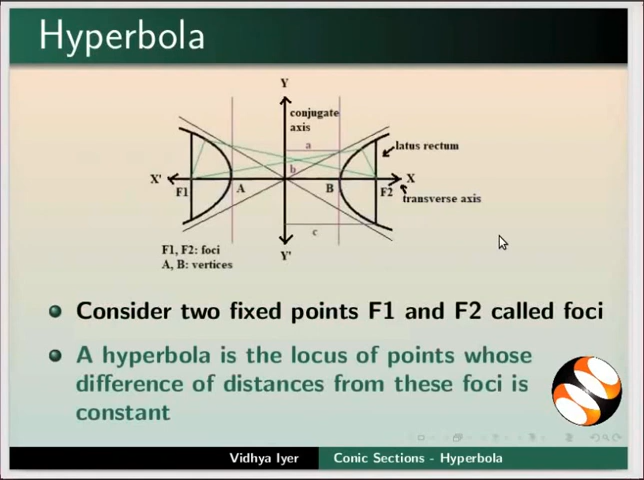 Hyperbola
Y
conjugate
axis
a
latus rectum
b
X'
X
F1
A
B
F2
transverse axis
c
Y'
F1, F2: foci
A, B: vertices
Consider two fixed points F1 and F2 called foci
A hyperbola is the locus of points whose
difference of distances from these foci is
constant
Vidhya Iyer
Conic Sections - Hyperbola